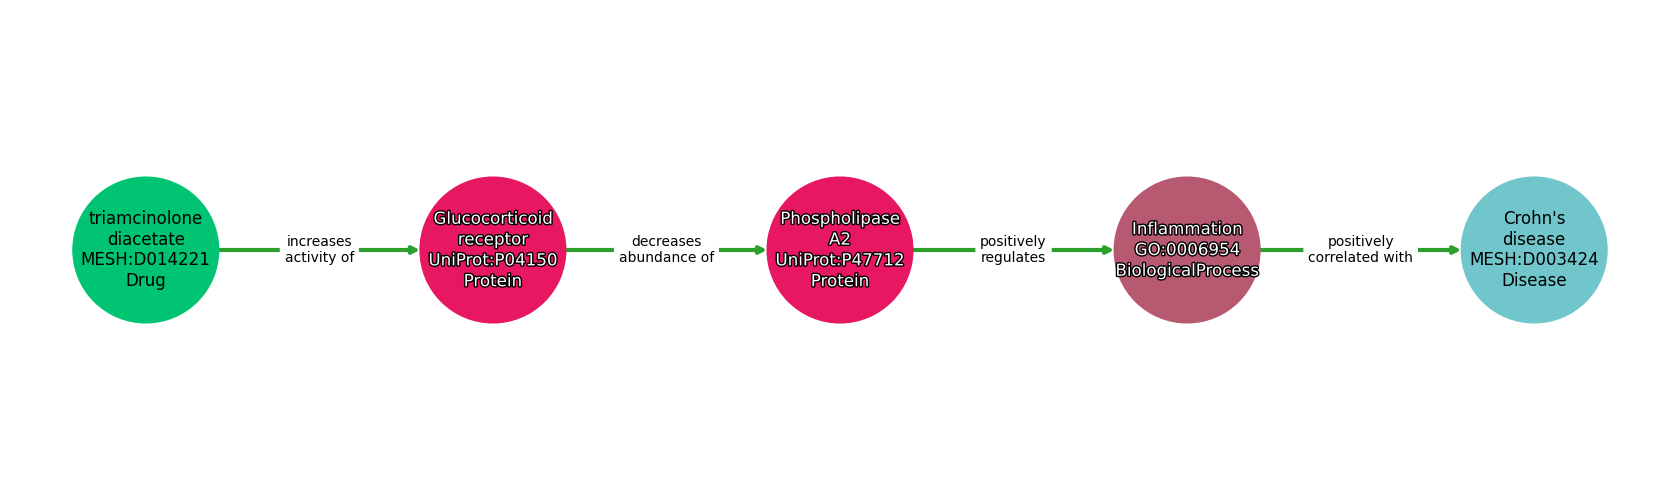 triamcinolone
diacetate
MESH:D014221
Drug
increases
activity of
Glucocorticoid
receptor
UniProt:P04150
Protein
decreases
abundance of
Phospholipase
A2
UniProt:P47712
Protein
positively
regulates
Inflammation
GO:0006954
BiologicalProcess
positively
correlated with
Crohn's
disease
MESH:D003424
Disease